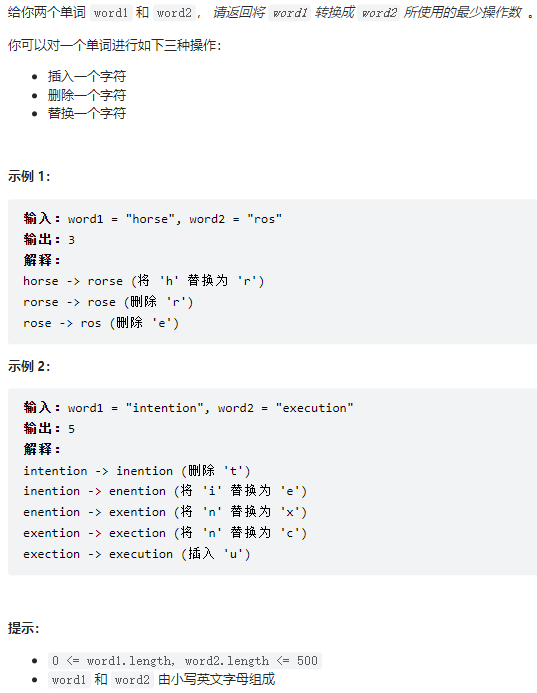 给你两个单词 word1 和 word2， 请返回将 word1 转换成 word2 所使用的最少操作数 。
你可以对一个单词进行如下三种操作：
插入一个字符
删除一个字符
替换一个字符
示例 1：
输入：word1 = "horse", word2 = "ros"
输出：3
解释：
horse -> rorse (将 'h' 替换为 'r')
rorse -> rose (删除 'r')
rose -> ros (删除 'e')
示例 2：
输入：word1 = "intention", word2 = "execution"
输出：5
解释：
intention -> inention (删除 't')
inention -> enention (将 'i' 替换为 'e')
enention -> exention (将 'n' 替换为 'x')
exention -> exection (将 'n' 替换为 'c')
exection -> execution (插入 'u')
提示：
0 <= word1.length, word2.length <= 500
word1 和 word2 由小写英文字母组成